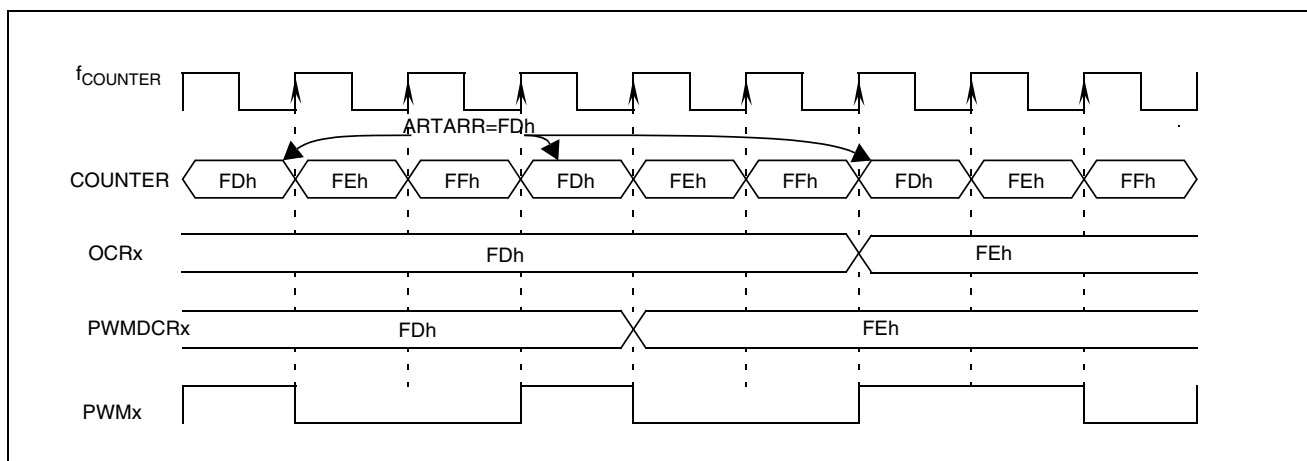 fCOUNTER
ARTARR=FDh
COUNTER FDh FEh FFh FDh FEh FFh FDh FEh FFh
OCRx FDh FEh
PWMDCRx FDh FEh
PWMx